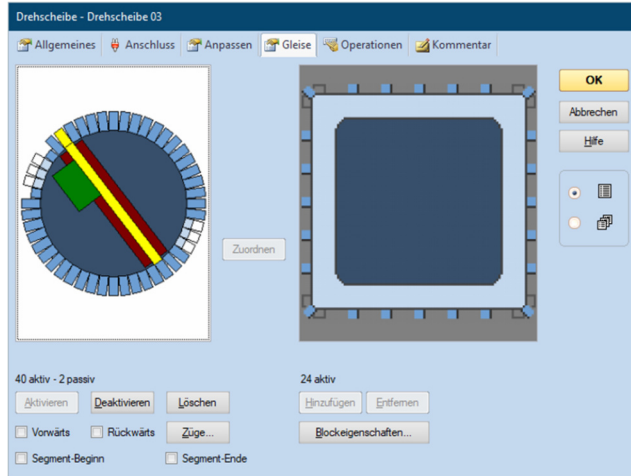 Drehscheibe - Drehscheibe 03
Allgemeines Anschluss Anpassen Gleise Operationen Kommentar
OK
Abbrechen
Hilfe
Zuordnen
40 aktiv - 2 passiv 24 aktiv
Aktivieren Deaktivieren Löschen Hinzufügen Entfernen
Vorwärts Rückwärts Züge... Blockeigenschaften...
Segment-Beginn Segment-Ende